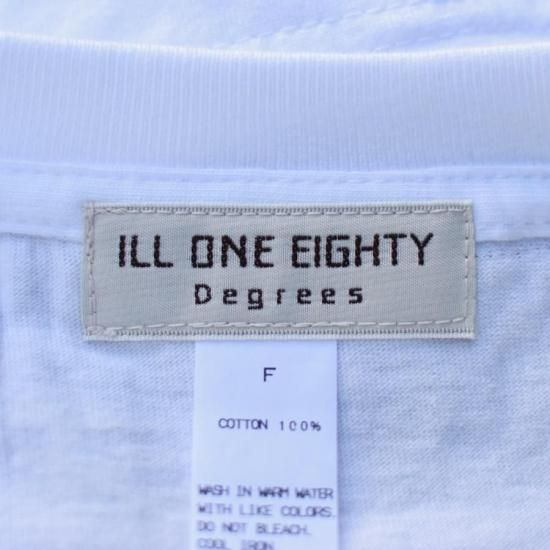 ILL ONE EIGHTY
Degrees
F
COTTON 100%
WASH IN WARM WATER
WITH LIKE COLORS.
DO NOT BLEACH.
COOL IRON